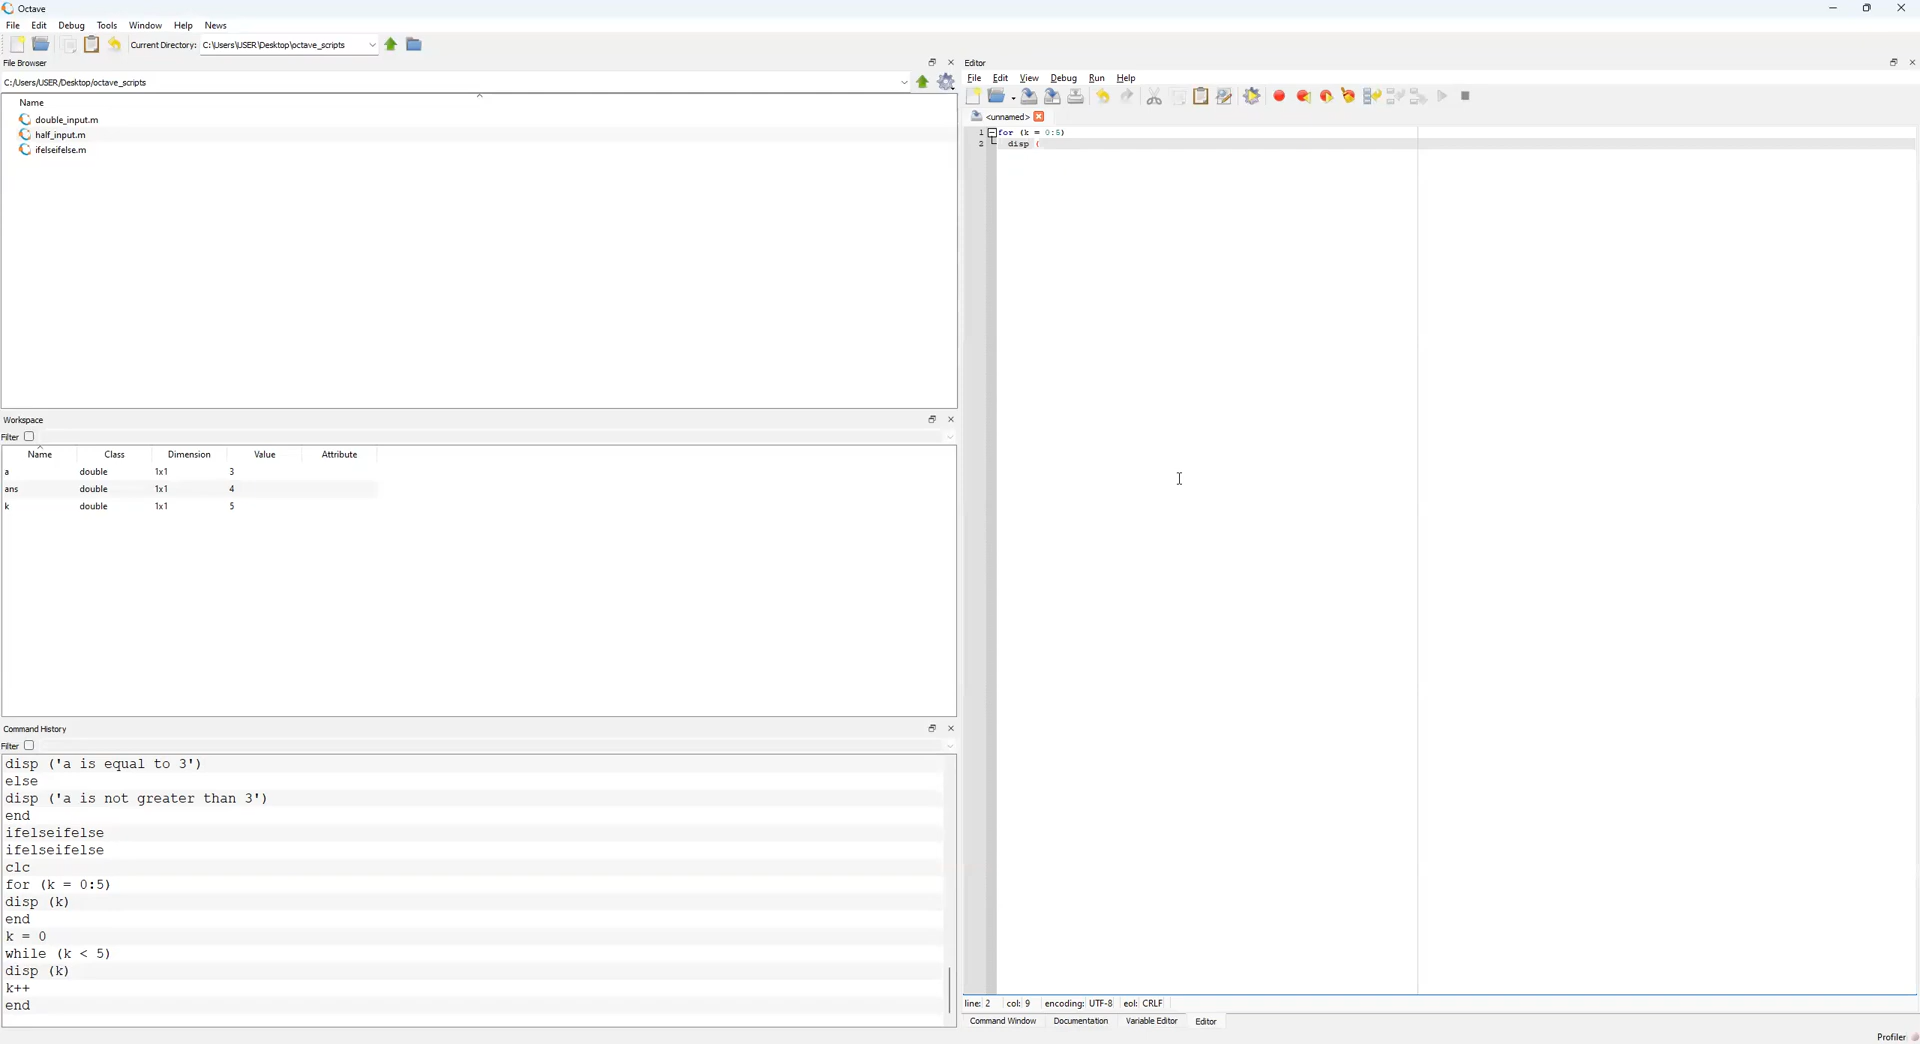 Octave
File Edit Debug Tools Window Help News
Current Directory: C:\Users\USER\Desktop\octave_scripts
File Browser
C:/Users/USER/Desktop/octave_scripts
Name
double_input.m
half_input.m
ifelseifelse.m
Workspace
Filter
Name Class Dimension Value Attribute
a double 1x1 3
ans double 1x1 4
k double 1x1 5
Command History
Filter
disp ('a is equal to 3')
else
disp ('a is not greater than 3')
end
ifelseifelse
ifelseifelse
clc
for (k = 0:5)
disp (k)
end
k = 0
while (k < 5)
disp (k)
k++
end
Editor
File Edit View Debug Run Help
<unnamed>
1 for (k = 0:5)
2 disp (
line: 2 col: 9 encoding: UTF-8 eol: CRLF
Command Window Documentation Variable Editor Editor
Profiler